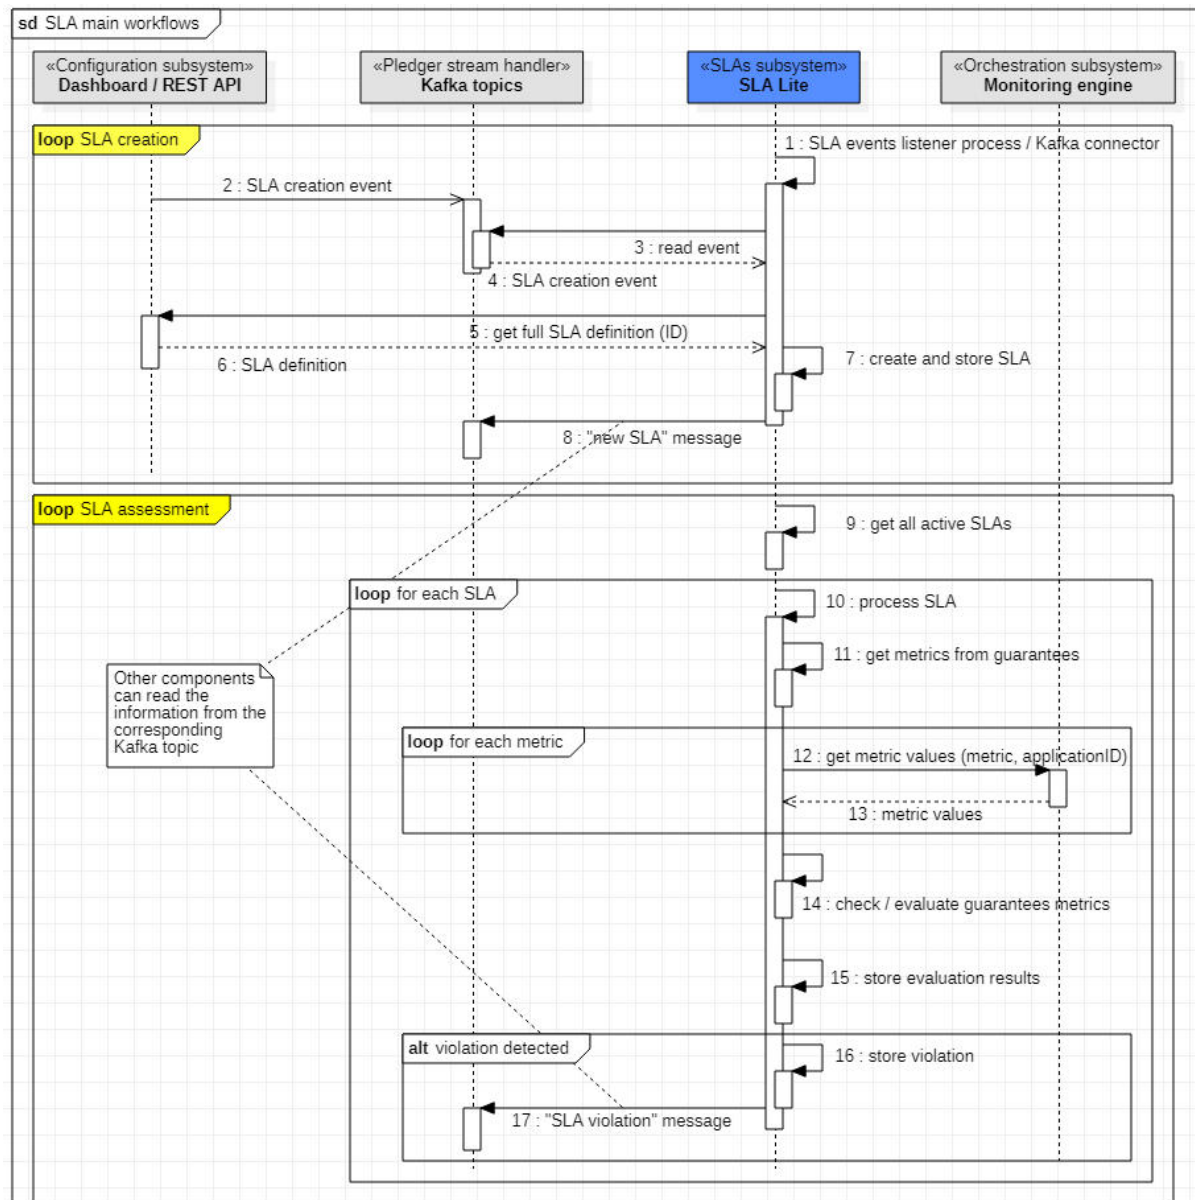 sd SLA main workflows
«Configuration subsystem»
Dashboard / REST API
«Pledger stream handler»
Kafka topics
«SLAs subsystem»
SLA Lite
«Orchestration subsystem»
Monitoring engine
loop SLA creation
1 : SLA events listener process / Kafka connector
2 : SLA creation event
3 : read event
4 : SLA creation event
5 : get full SLA definition (ID)
6 : SLA definition
7 : create and store SLA
8 : "new SLA" message
loop SLA assessment
9 : get all active SLAs
loop for each SLA
10 : process SLA
11 : get metrics from guarantees
Other components
can read the
information from the
corresponding
Kafka topic
loop for each metric
12 : get metric values (metric, applicationID)
13 : metric values
14 : check / evaluate guarantees metrics
15 : store evaluation results
alt violation detected
16 : store violation
17 : "SLA violation" message